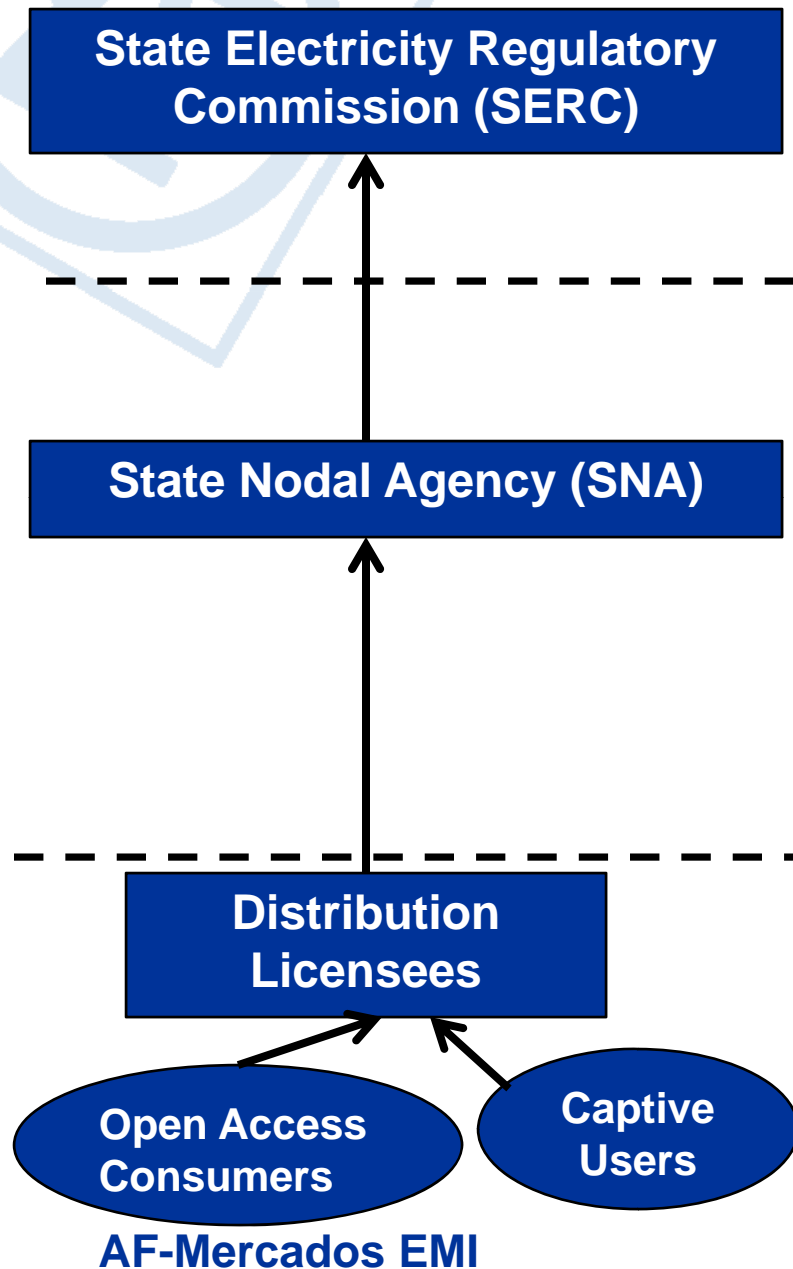 State Electricity Regulatory
Commission (SERC)
State Nodal Agency (SNA)
Distribution
Licensees
Open Access
Consumers
Captive
Users
AF-Mercados EMI